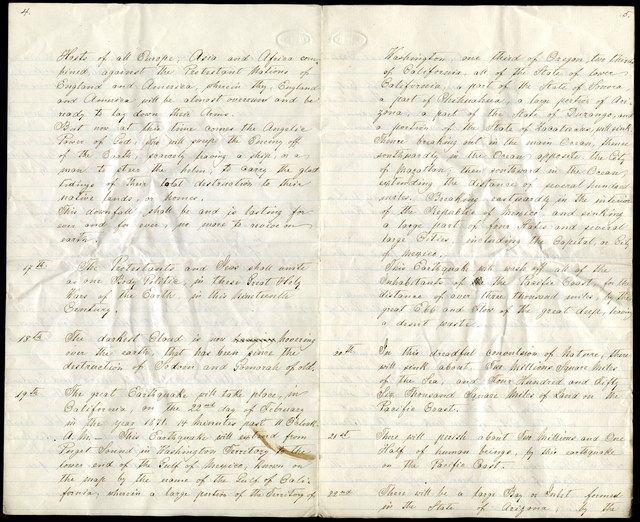 4.
Hosts of all Europe, Asia and Africa com-
bined, against the Protestant Nations of
England and America, wherein they, England
and America will be almost overcome and be
ready to lay down their Arms.
But now at this time comes the Angelic
Power of God, who will sweep the Enemy off
of the Earth, scarcely leaving a ship, or a
man to steer the helm, to carry the glad
tidings of their total destruction to their
native lands, or homes.
This downfall shall be and is lasting for
ever and for ever, no more to revive on
earth.
17th. The Protestants and Jews shall unite
as one Body Politic, in these Great Holy
Wars of the Earth, in this Nineteenth
Century.
18th The darkest Cloud is now hovering
over the earth, that has been since the
destruction of Sodom and Gomorah of old.
19th The great Earthquake will take place, in
California, on the 22nd day of February
in the year 1871. 14 minutes past 11 O'clock
A.M. This Earthquake will extend from
Puget Sound in Washington Territory to the
lower end of the Gulf of Mexico, known on
the map by the name of the Gulf of Cali-
fornia, wherein a large portion of the Territory of
5.
Washington, and third of Oregon, two thirds
of California, all of the State of lower
California, a part of the State of Sonora
a part of Chihuahua, a large portion of Ari-
zona, a part of the State of Durango, and
a portion of the State of Zacatecas, will sink.
Thence breaking out in the main Ocean, thence
southwardly in the Ocean opposite the City
of Mazatlan, then southward in the Ocean,
extending the distance of several hundred
miles. Breaking eastwardly in the interior
of the Republic of Mexico, and sinking
a large part of four States and several
large Cities, including the Capital, or City
of Mexico.
This Earthquake will wash off all of the
Inhabitants of the Pacific Coast for the
distance of over three thousand miles, by the
great Ebb and Flow of the great deep, leaving
a desert waste.
20th In this dreadful convulsion of Nature, there
will sink about Six Millions Square Miles
of the Sea, and Four Hundred and Fifty
Six Thousand Square Miles of Land on the
Pacific Coast.
21st There will perish about Two Millions and One
Half of human beings, by this earthquake
on the Pacific Coast.
22nd There will be a large Bay or Inlet formed
in the State of Arizona, by the